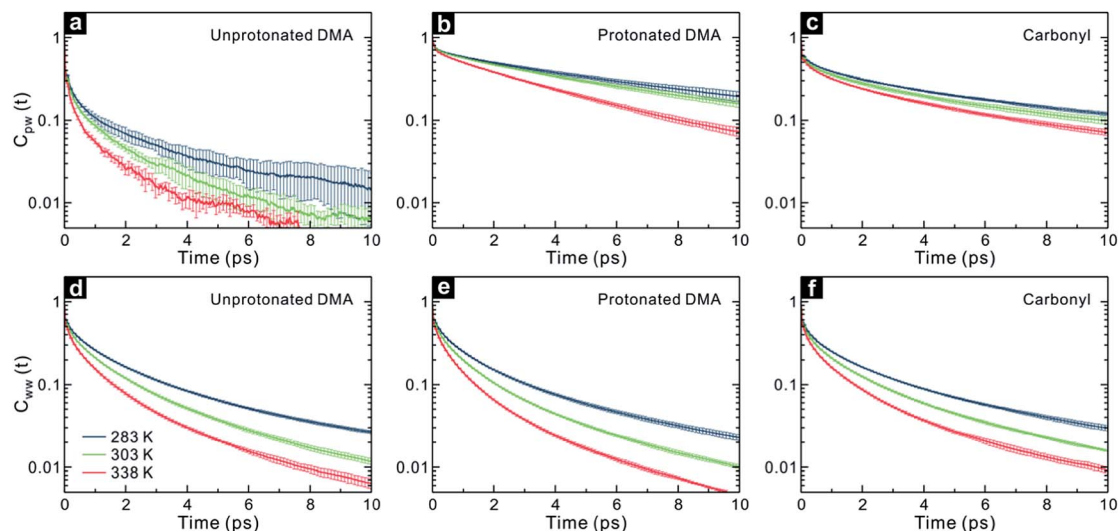 a
Unprotonated DMA
b
Protonated DMA
c
Carbonyl
1
0.1
0.01
C_pw (t)
0 2 4 6 8 10
Time (ps)
1
0.1
0.01
0 2 4 6 8 10
Time (ps)
1
0.1
0.01
0 2 4 6 8 10
Time (ps)
d
Unprotonated DMA
e
Protonated DMA
f
Carbonyl
1
0.1
0.01
C_ww (t)
283 K
303 K
338 K
0 2 4 6 8 10
Time (ps)
1
0.1
0.01
0 2 4 6 8 10
Time (ps)
1
0.1
0.01
0 2 4 6 8 10
Time (ps)